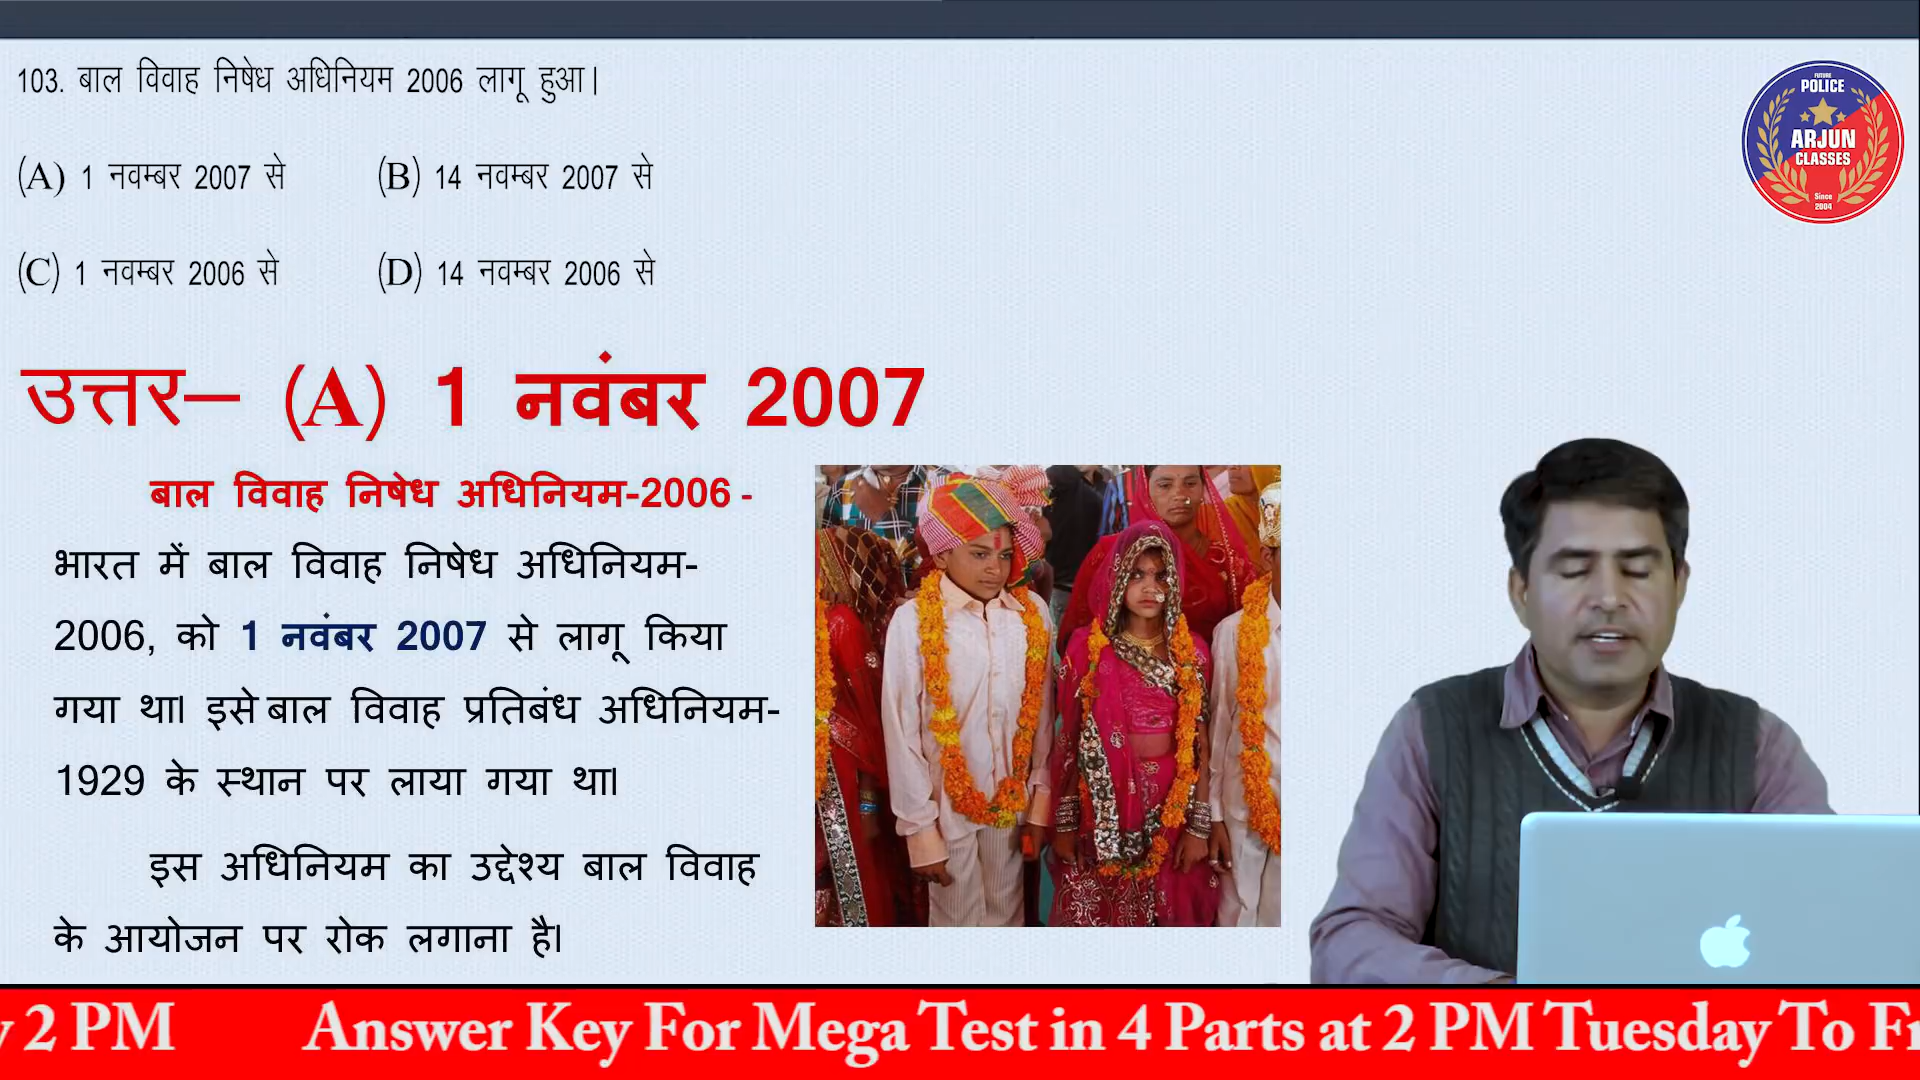 103. बाल विवाह निषेध अधिनियम 2006 लागू हुआ।
(A) 1 नवम्बर 2007 से (B) 14 नवम्बर 2007 से
(C) 1 नवम्बर 2006 से (D) 14 नवम्बर 2006 से
उत्तर– (A) 1 नवंबर 2007
बाल विवाह निषेध अधिनियम-2006 -
भारत में बाल विवाह निषेध अधिनियम-
2006, को 1 नवंबर 2007 से लागू किया
गया था। इसे बाल विवाह प्रतिबंध अधिनियम-
1929 के स्थान पर लाया गया था।
इस अधिनियम का उद्देश्य बाल विवाह
के आयोजन पर रोक लगाना है।
FUTURE
POLICE
ARJUN
CLASSES
Since
2004
2 PM Answer Key For Mega Test in 4 Parts at 2 PM Tuesday To